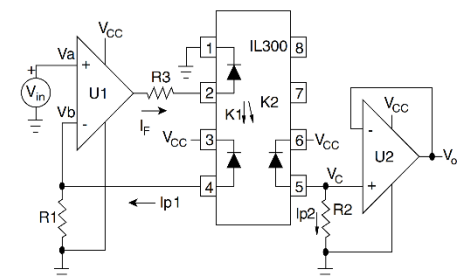 VCC
1
IL300
8
Va
+
+
Vin
U1
R3
2
7
IF
K1
K2
Vb
-
VCC
3
6
VCC
-
VCC
U2
Vo
4
5
VC
+
Ip1
Ip2
R2
R1